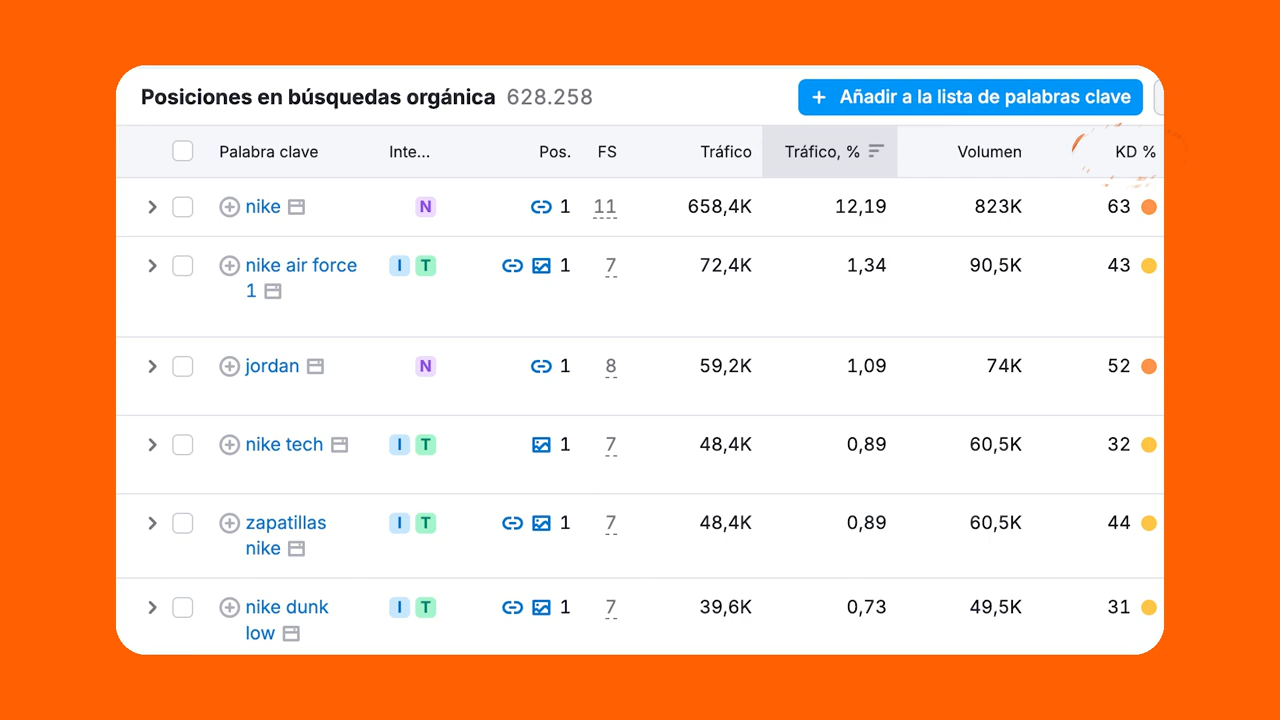 Posiciones en búsquedas orgánica 628.258
+ Añadir a la lista de palabras clave
Palabra clave Inte... Pos. FS Tráfico Tráfico, % Volumen KD %
nike N 1 11 658,4K 12,19 823K 63
nike air force I T 1 7 72,4K 1,34 90,5K 43
1
jordan N 1 8 59,2K 1,09 74K 52
nike tech I T 1 7 48,4K 0,89 60,5K 32
zapatillas I T 1 7 48,4K 0,89 60,5K 44
nike
nike dunk I T 1 7 39,6K 0,73 49,5K 31
low